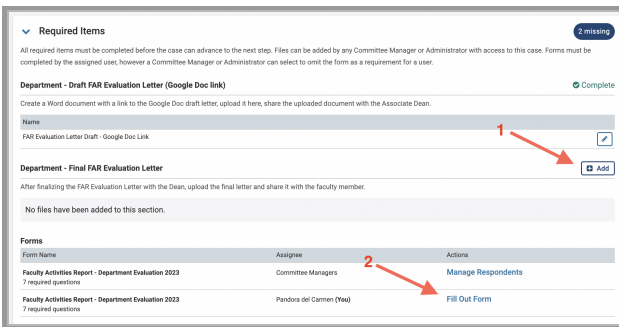 Required Items
2 missing
All required items must be completed before the case can advance to the next step. Files can be added by any Committee Manager or Administrator with access to this case. Forms must be
completed by the assigned user, however a Committee Manager or Administrator can select to omit the form as a requirement for a user.
Department - Draft FAR Evaluation Letter (Google Doc link)
Complete
Create a Word document with a link to the Google Doc draft letter, upload it here, share the uploaded document with the Associate Dean.
Name
1
FAR Evaluation Letter Draft - Google Doc Link
Department - Final FAR Evaluation Letter
Add
After finalizing the FAR Evaluation Letter with the Dean, upload the final letter and share it with the faculty member.
No files have been added to this section.
Forms
Form Name Assignee Actions
2
Faculty Activities Report - Department Evaluation 2023 Committee Managers Manage Respondents
7 required questions
Faculty Activities Report - Department Evaluation 2023 Pandora del Carmen (You) Fill Out Form
7 required questions